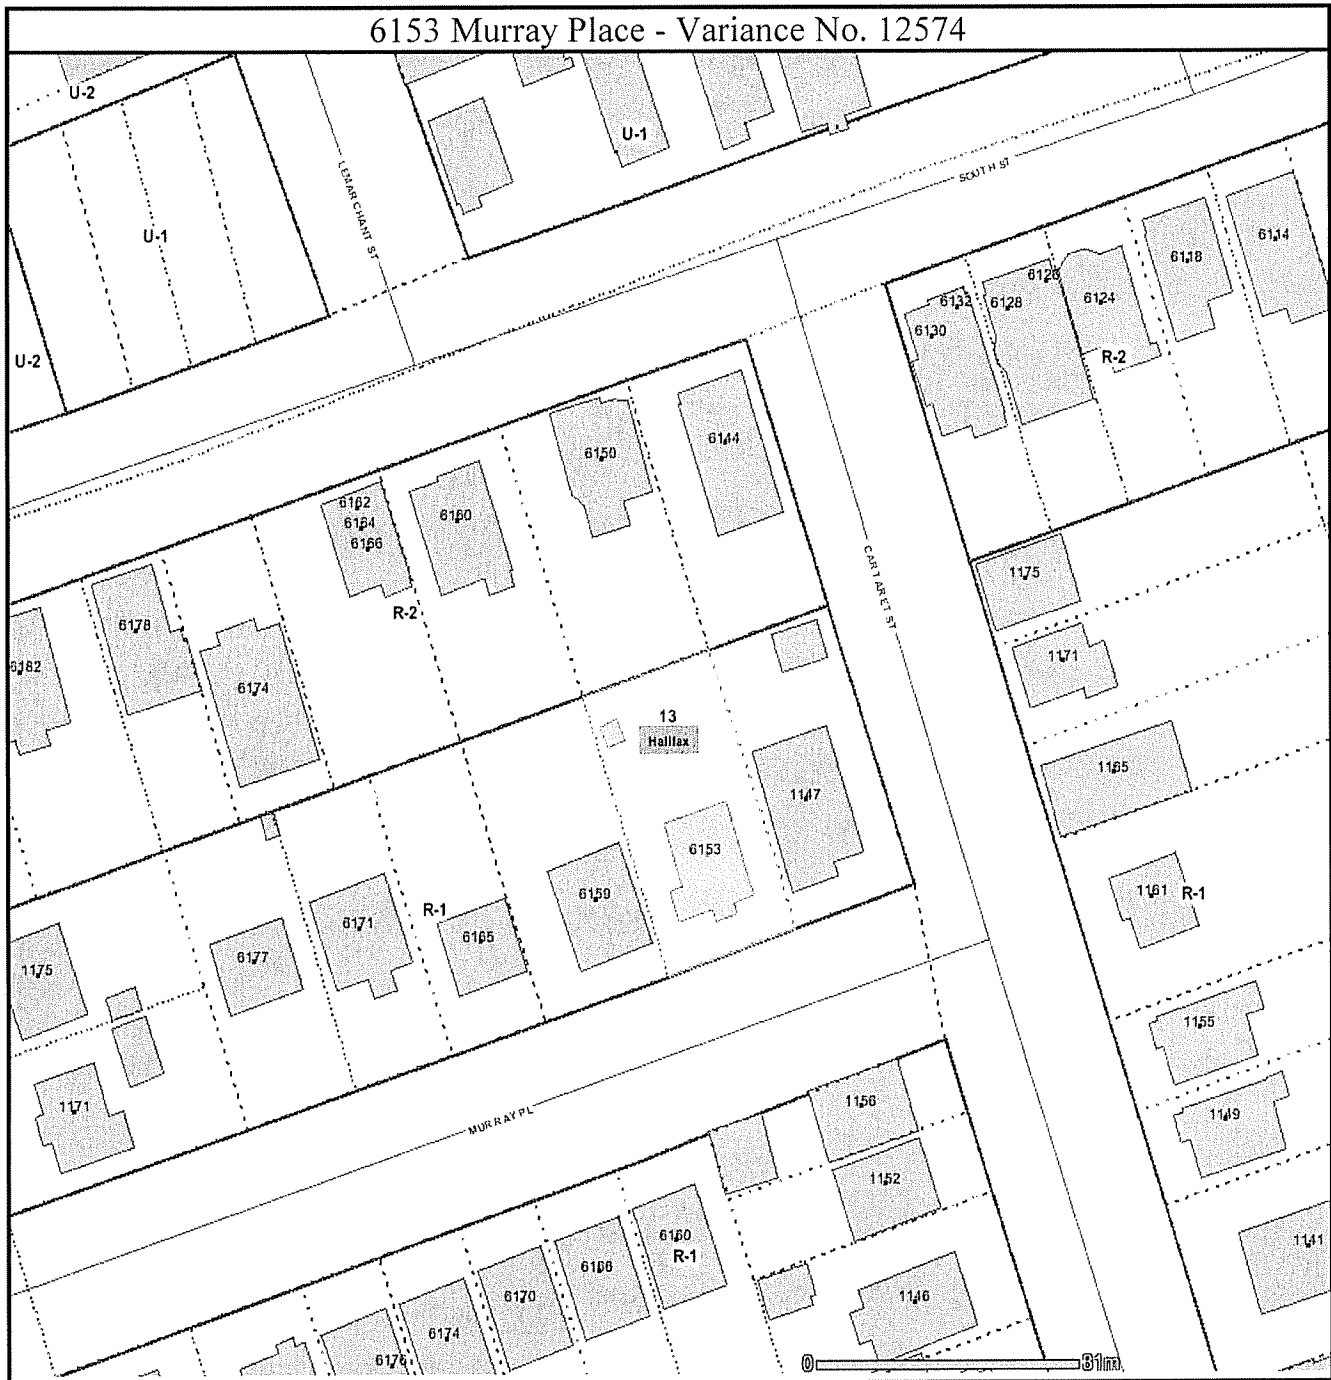 6153 Murray Place - Variance No. 12574
U-2
U-1
LEMARCHANT ST
SOUTH ST
U-1
U-2
6114
6118
6126
6124
6132
6128
6130
R-2
6144
6150
6162
6160
6164
6166
CARTARET ST
1175
R-2
6178
1171
6182
6174
13
Halifax
1165
1147
6153
6159
1161
R-1
R-1
6171
6165
6177
1175
1155
1171
MURRAY PL
1156
1149
1152
6160
R-1
1141
6166
6170
1146
6174
6176
0
81m